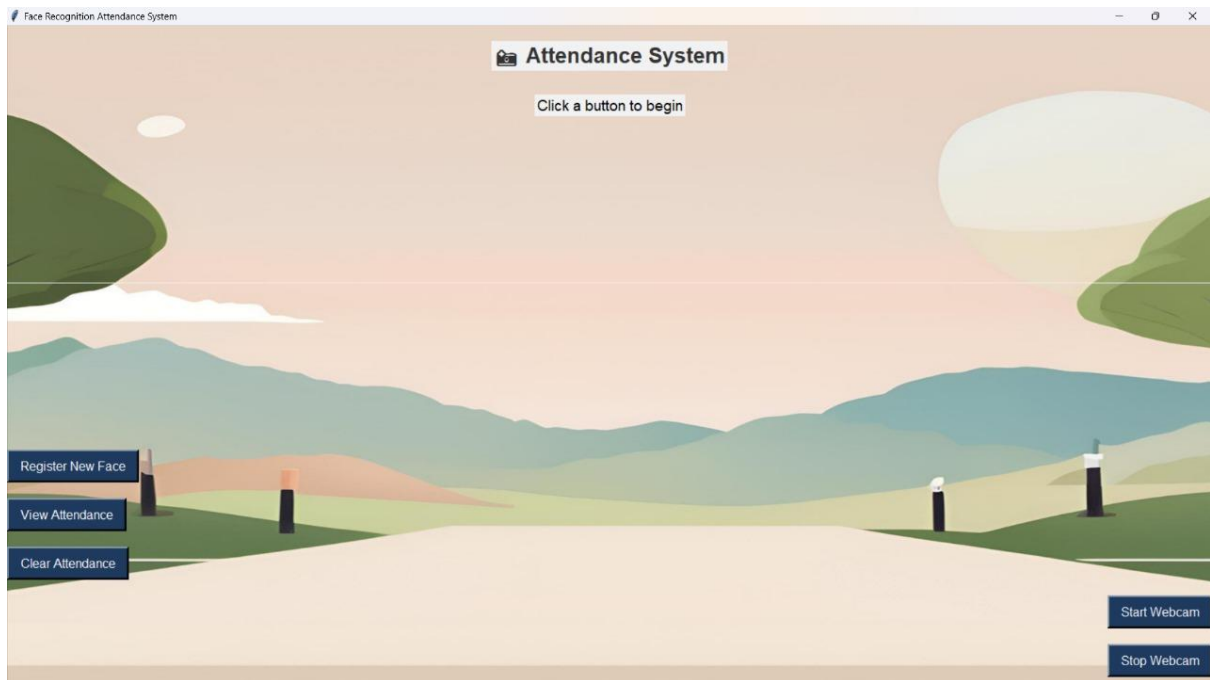 Face Recognition Attendance System
Attendance System
Click a button to begin
Register New Face
View Attendance
Clear Attendance
Start Webcam
Stop Webcam